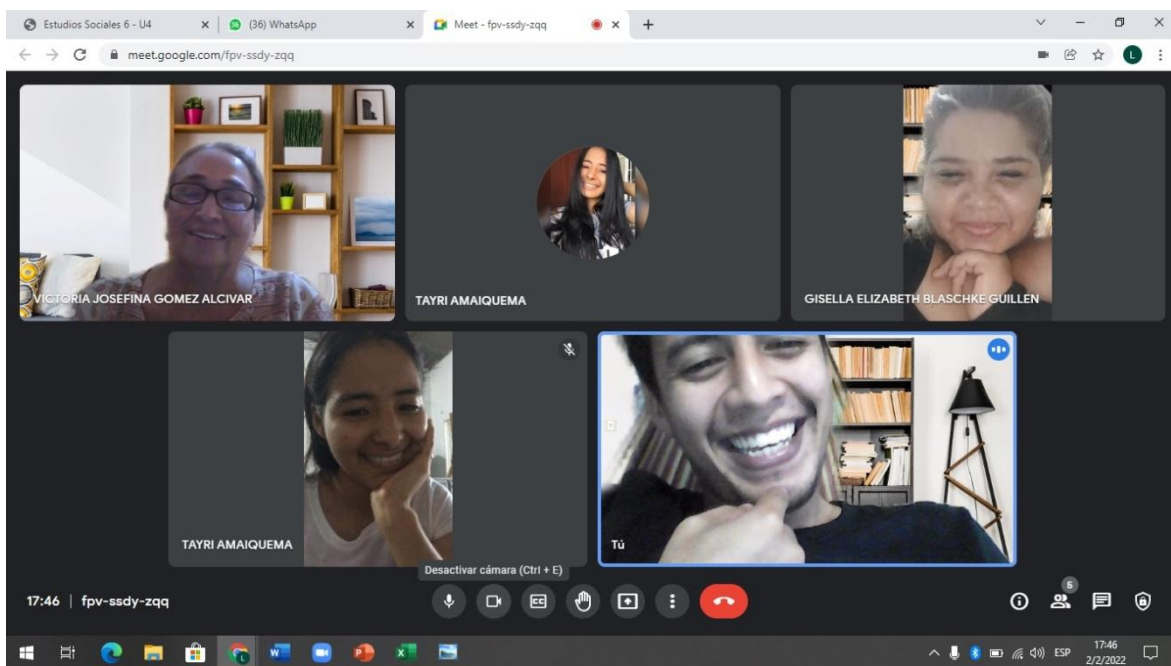 Estudios Sociales 6 - U4
(36) WhatsApp
Meet - fpv-ssdy-zqq
meet.google.com/fpv-ssdy-zqq
L
VICTORIA JOSEFINA GOMEZ ALCIVAR
TAYRI AMAIQUEMA
GISELLA ELIZABETH BLASCHKE GUILLEN
TAYRI AMAIQUEMA
Tú
Desactivar cámara (Ctrl + E)
17:46 | fpv-ssdy-zqq
CC
5
ESP
17:46
2/2/2022